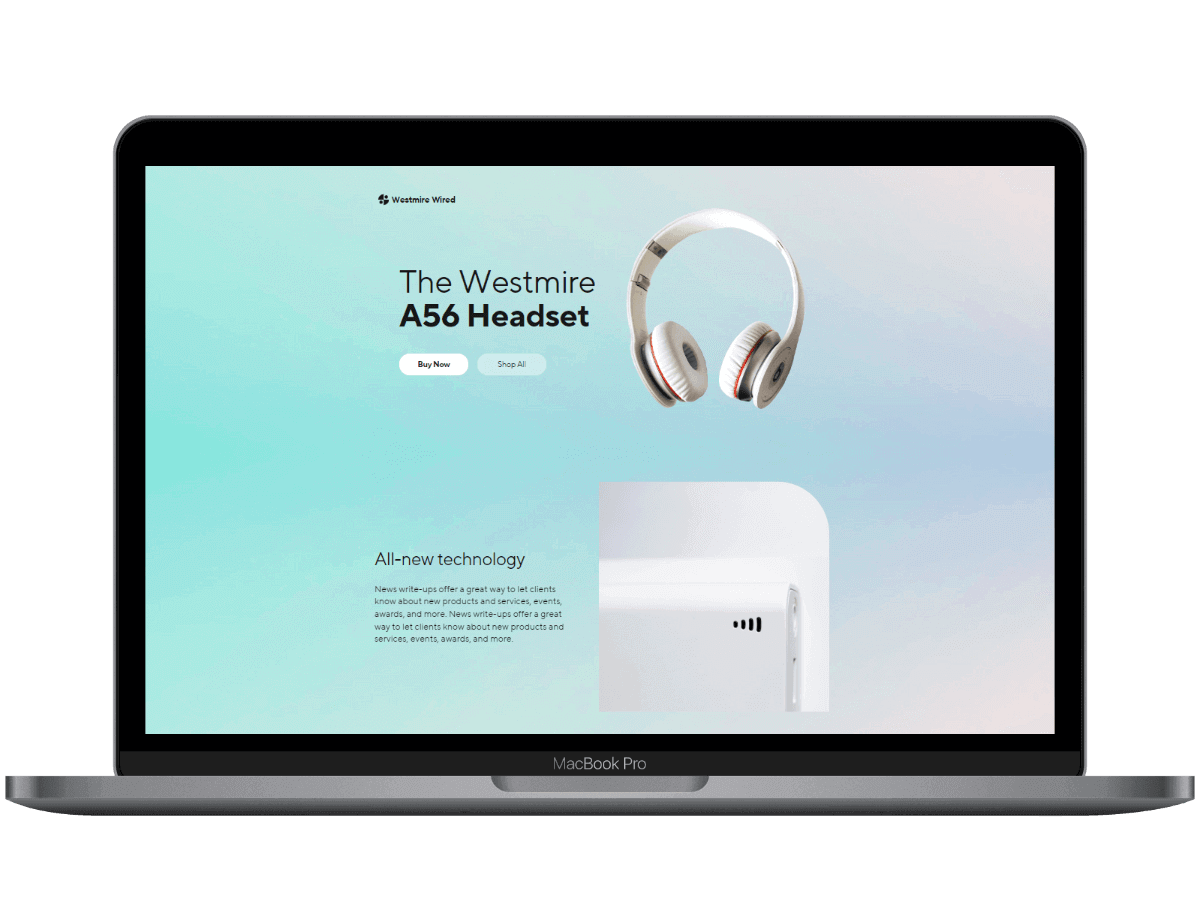 Westmire Wired
The Westmire
A56 Headset
Buy Now
Shop All
All-new technology
News write-ups offer a great way to let clients
know about new products and services, events,
awards, and more. News write-ups offer a great
way to let clients know about new products and
services, events, awards, and more.
MacBook Pro